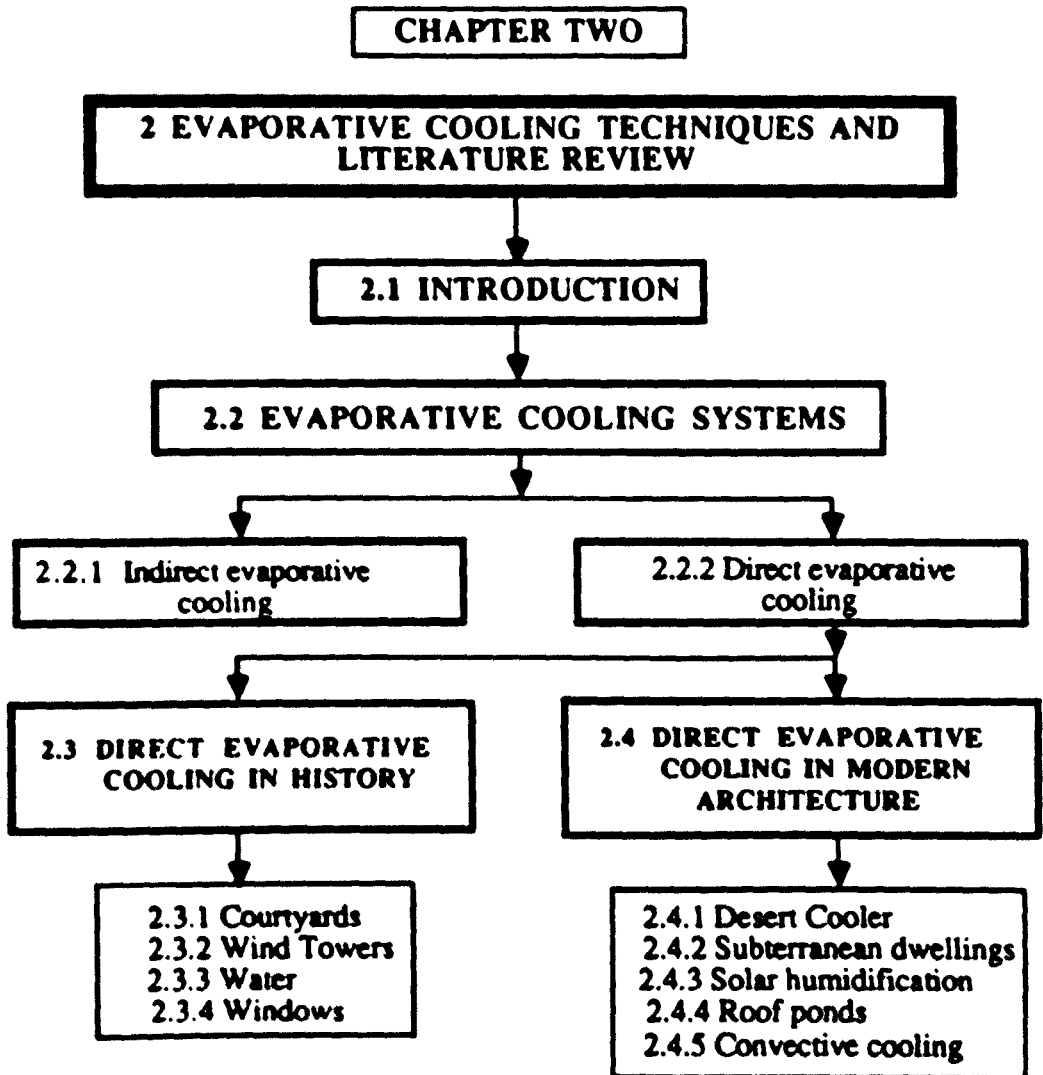 CHAPTER TWO
2 EVAPORATIVE COOLING TECHNIQUES AND
LITERATURE REVIEW
2.1 INTRODUCTION
2.2 EVAPORATIVE COOLING SYSTEMS
2.2.1 Indirect evaporative
cooling
2.2.2 Direct evaporative
cooling
2.3 DIRECT EVAPORATIVE
COOLING IN HISTORY
2.4 DIRECT EVAPORATIVE
COOLING IN MODERN
ARCHITECTURE
2.3.1 Courtyards
2.3.2 Wind Towers
2.3.3 Water
2.3.4 Windows
2.4.1 Desert Cooler
2.4.2 Subterranean dwellings
2.4.3 Solar humidification
2.4.4 Roof ponds
2.4.5 Convective cooling